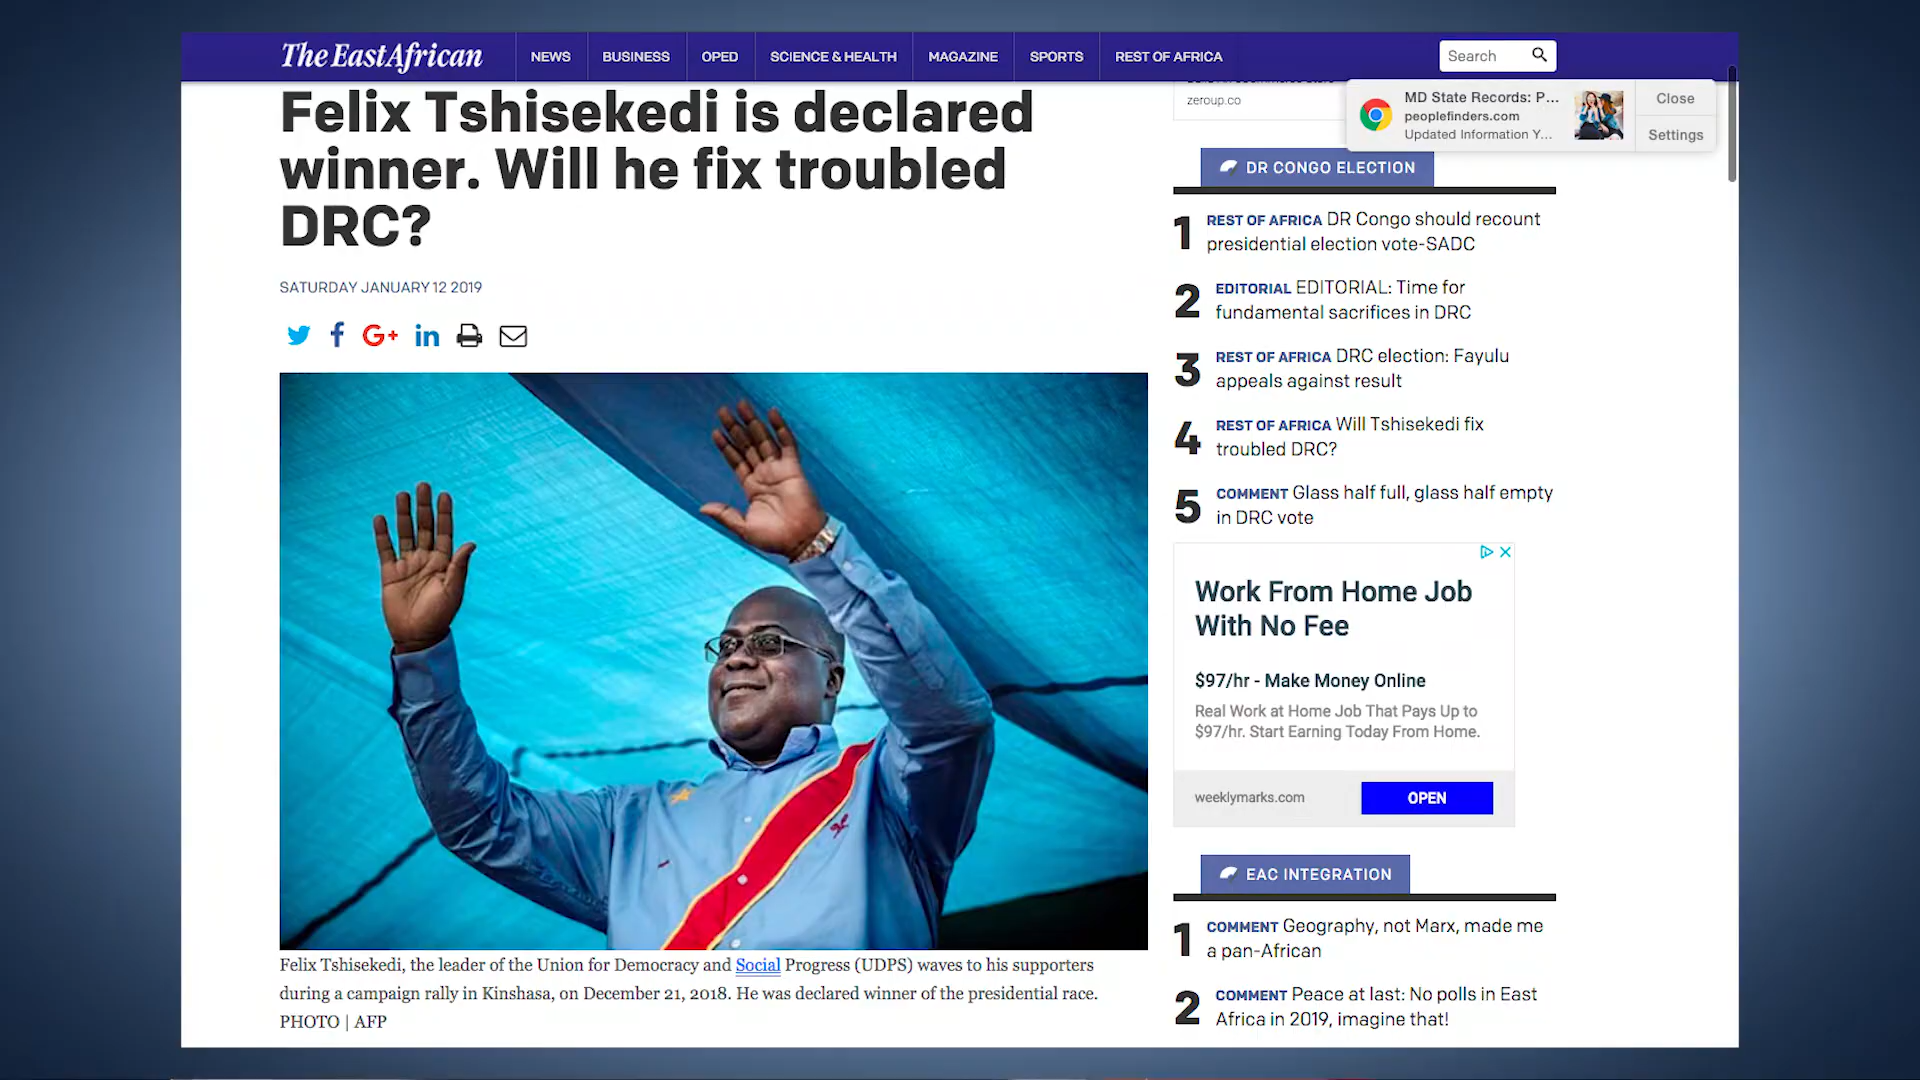 The EastAfrican
NEWS
BUSINESS
OPED
SCIENCE & HEALTH
MAGAZINE
SPORTS
REST OF AFRICA
Search
Felix Tshisekedi is declared
winner. Will he fix troubled
DRC?
SATURDAY JANUARY 12 2019
G+
in
Felix Tshisekedi, the leader of the Union for Democracy and Social Progress (UDPS) waves to his supporters
during a campaign rally in Kinshasa, on December 21, 2018. He was declared winner of the presidential race.
PHOTO | AFP
zeroup.co
MD State Records: P...
peoplefinders.com
Updated Information Y...
Close
Settings
DR CONGO ELECTION
1 REST OF AFRICA DR Congo should recount
presidential election vote-SADC
2 EDITORIAL EDITORIAL: Time for
fundamental sacrifices in DRC
3 REST OF AFRICA DRC election: Fayulu
appeals against result
4 REST OF AFRICA Will Tshisekedi fix
troubled DRC?
5 COMMENT Glass half full, glass half empty
in DRC vote
Work From Home Job
With No Fee
$97/hr - Make Money Online
Real Work at Home Job That Pays Up to
$97/hr. Start Earning Today From Home.
weeklymarks.com
OPEN
EAC INTEGRATION
1 COMMENT Geography, not Marx, made me
a pan-African
2 COMMENT Peace at last: No polls in East
Africa in 2019, imagine that!